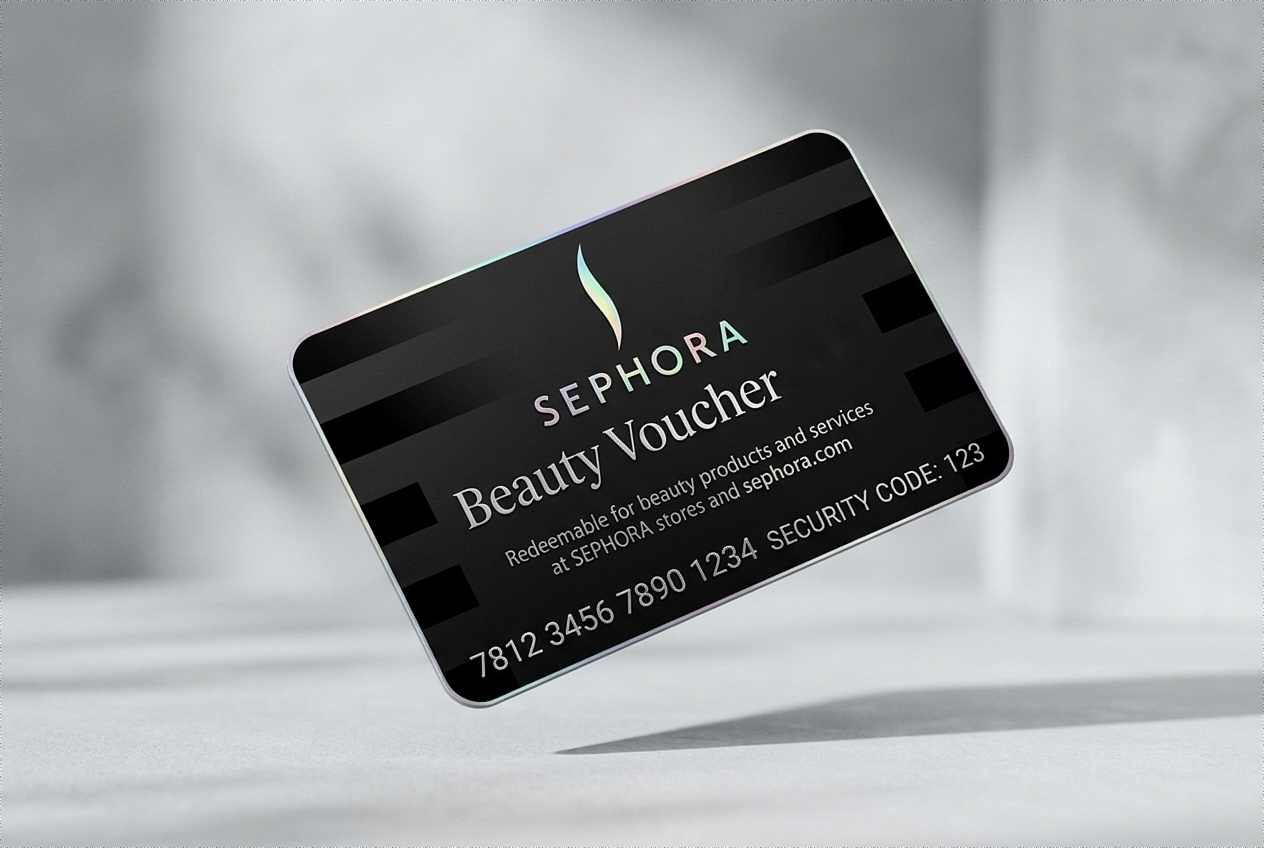 SEPHORA
Beauty Voucher
Redeemable for beauty products and services
at SEPHORA stores and sephora.com
7812 3456 7890 1234 SECURITY CODE: 123